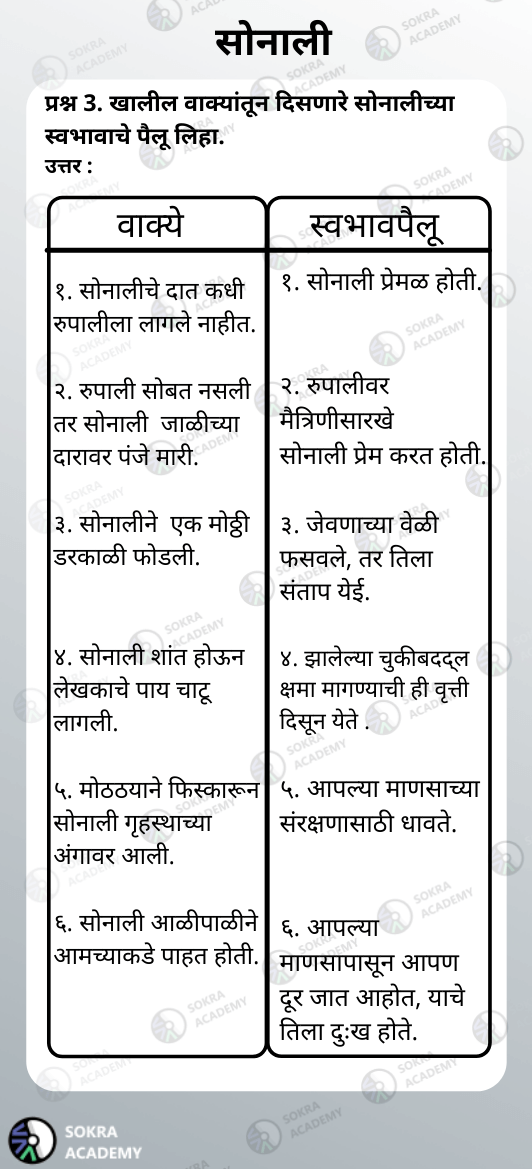 सोनाली
प्रश्न 3. खालील वाक्यांतून दिसणारे सोनालीच्या
स्वभावाचे पैलू लिहा.
उत्तर :
वाक्ये
स्वभावपैलू
१. सोनालीचे दात कधी
रुपालीला लागले नाहीत.
१. सोनाली प्रेमळ होती.
२. रुपाली सोबत नसली
तर सोनाली जाळीच्या
दारावर पंजे मारी.
२. रुपालीवर
मैत्रिणीसारखे
सोनाली प्रेम करत होती.
३. सोनालीने एक मोठ्ठी
डरकाळी फोडली.
३. जेवणाच्या वेळी
फसवले, तर तिला
संताप येई.
४. सोनाली शांत होऊन
लेखकाचे पाय चाटू
लागली.
४. झालेल्या चुकीबदद्ल
क्षमा मागण्याची ही वृत्ती
दिसून येते .
५. मोठठयाने फिस्कारून
सोनाली गृहस्थाच्या
अंगावर आली.
५. आपल्या माणसाच्या
संरक्षणासाठी धावते.
६. सोनाली आळीपाळीने
आमच्याकडे पाहत होती.
६. आपल्या
माणसापासून आपण
दूर जात आहोत, याचे
तिला दुःख होते.
SOKRA
ACADEMY